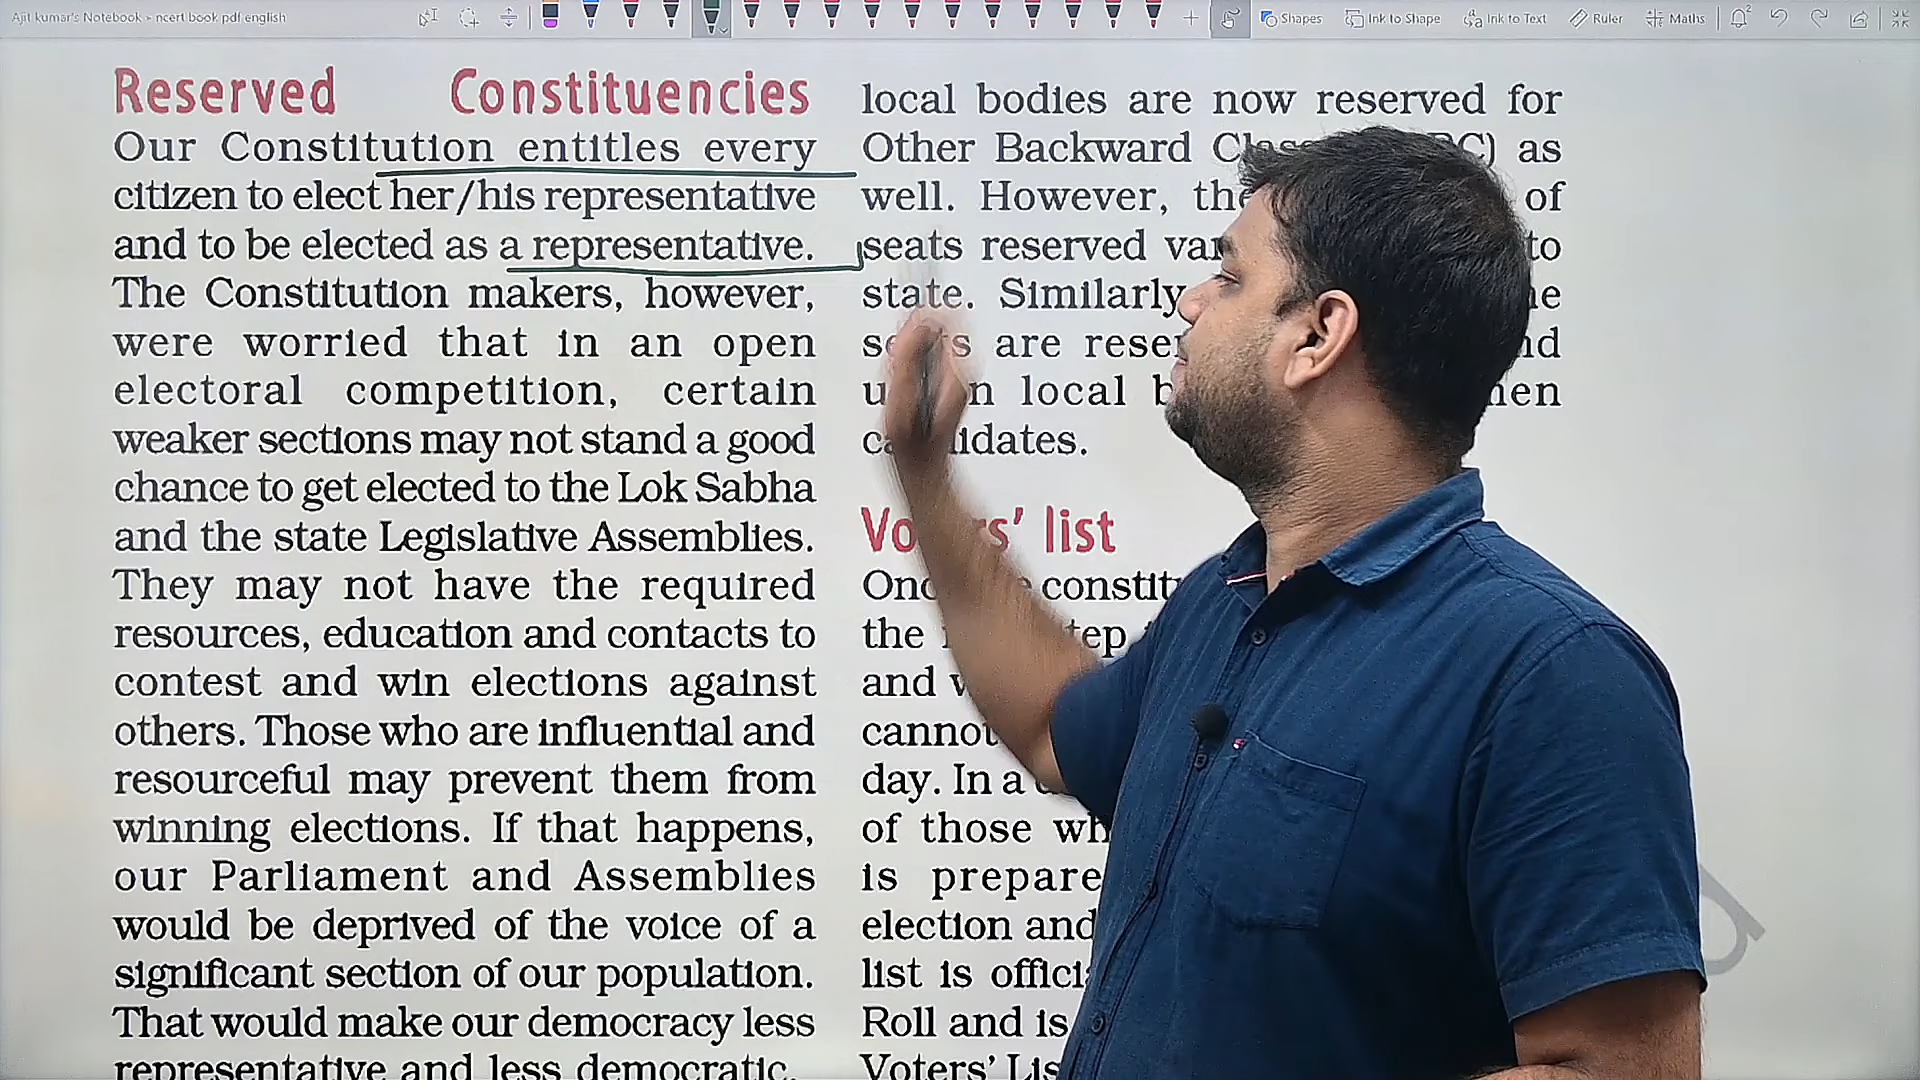 Ajit kumar's Notebook » ncert book pdf english
Shapes
Ink to Shape
Ink to Text
Ruler
Maths
Reserved Constituencies
Our Constitution entitles every
citizen to elect her/his representative
and to be elected as a representative.
The Constitution makers, however,
were worried that in an open
electoral competition, certain
weaker sections may not stand a good
chance to get elected to the Lok Sabha
and the state Legislative Assemblies.
They may not have the required
resources, education and contacts to
contest and win elections against
others. Those who are influential and
resourceful may prevent them from
winning elections. If that happens,
our Parliament and Assemblies
would be deprived of the voice of a
significant section of our population.
That would make our democracy less
representative and less democratic.
local bodies are now reserved for
Other Backward as
well. However, of
seats reserved to
state. Similarly
are
local
Voters' list
the
and
cannot
day. In a
of those
is
election and
list is
Roll and is
Voters'